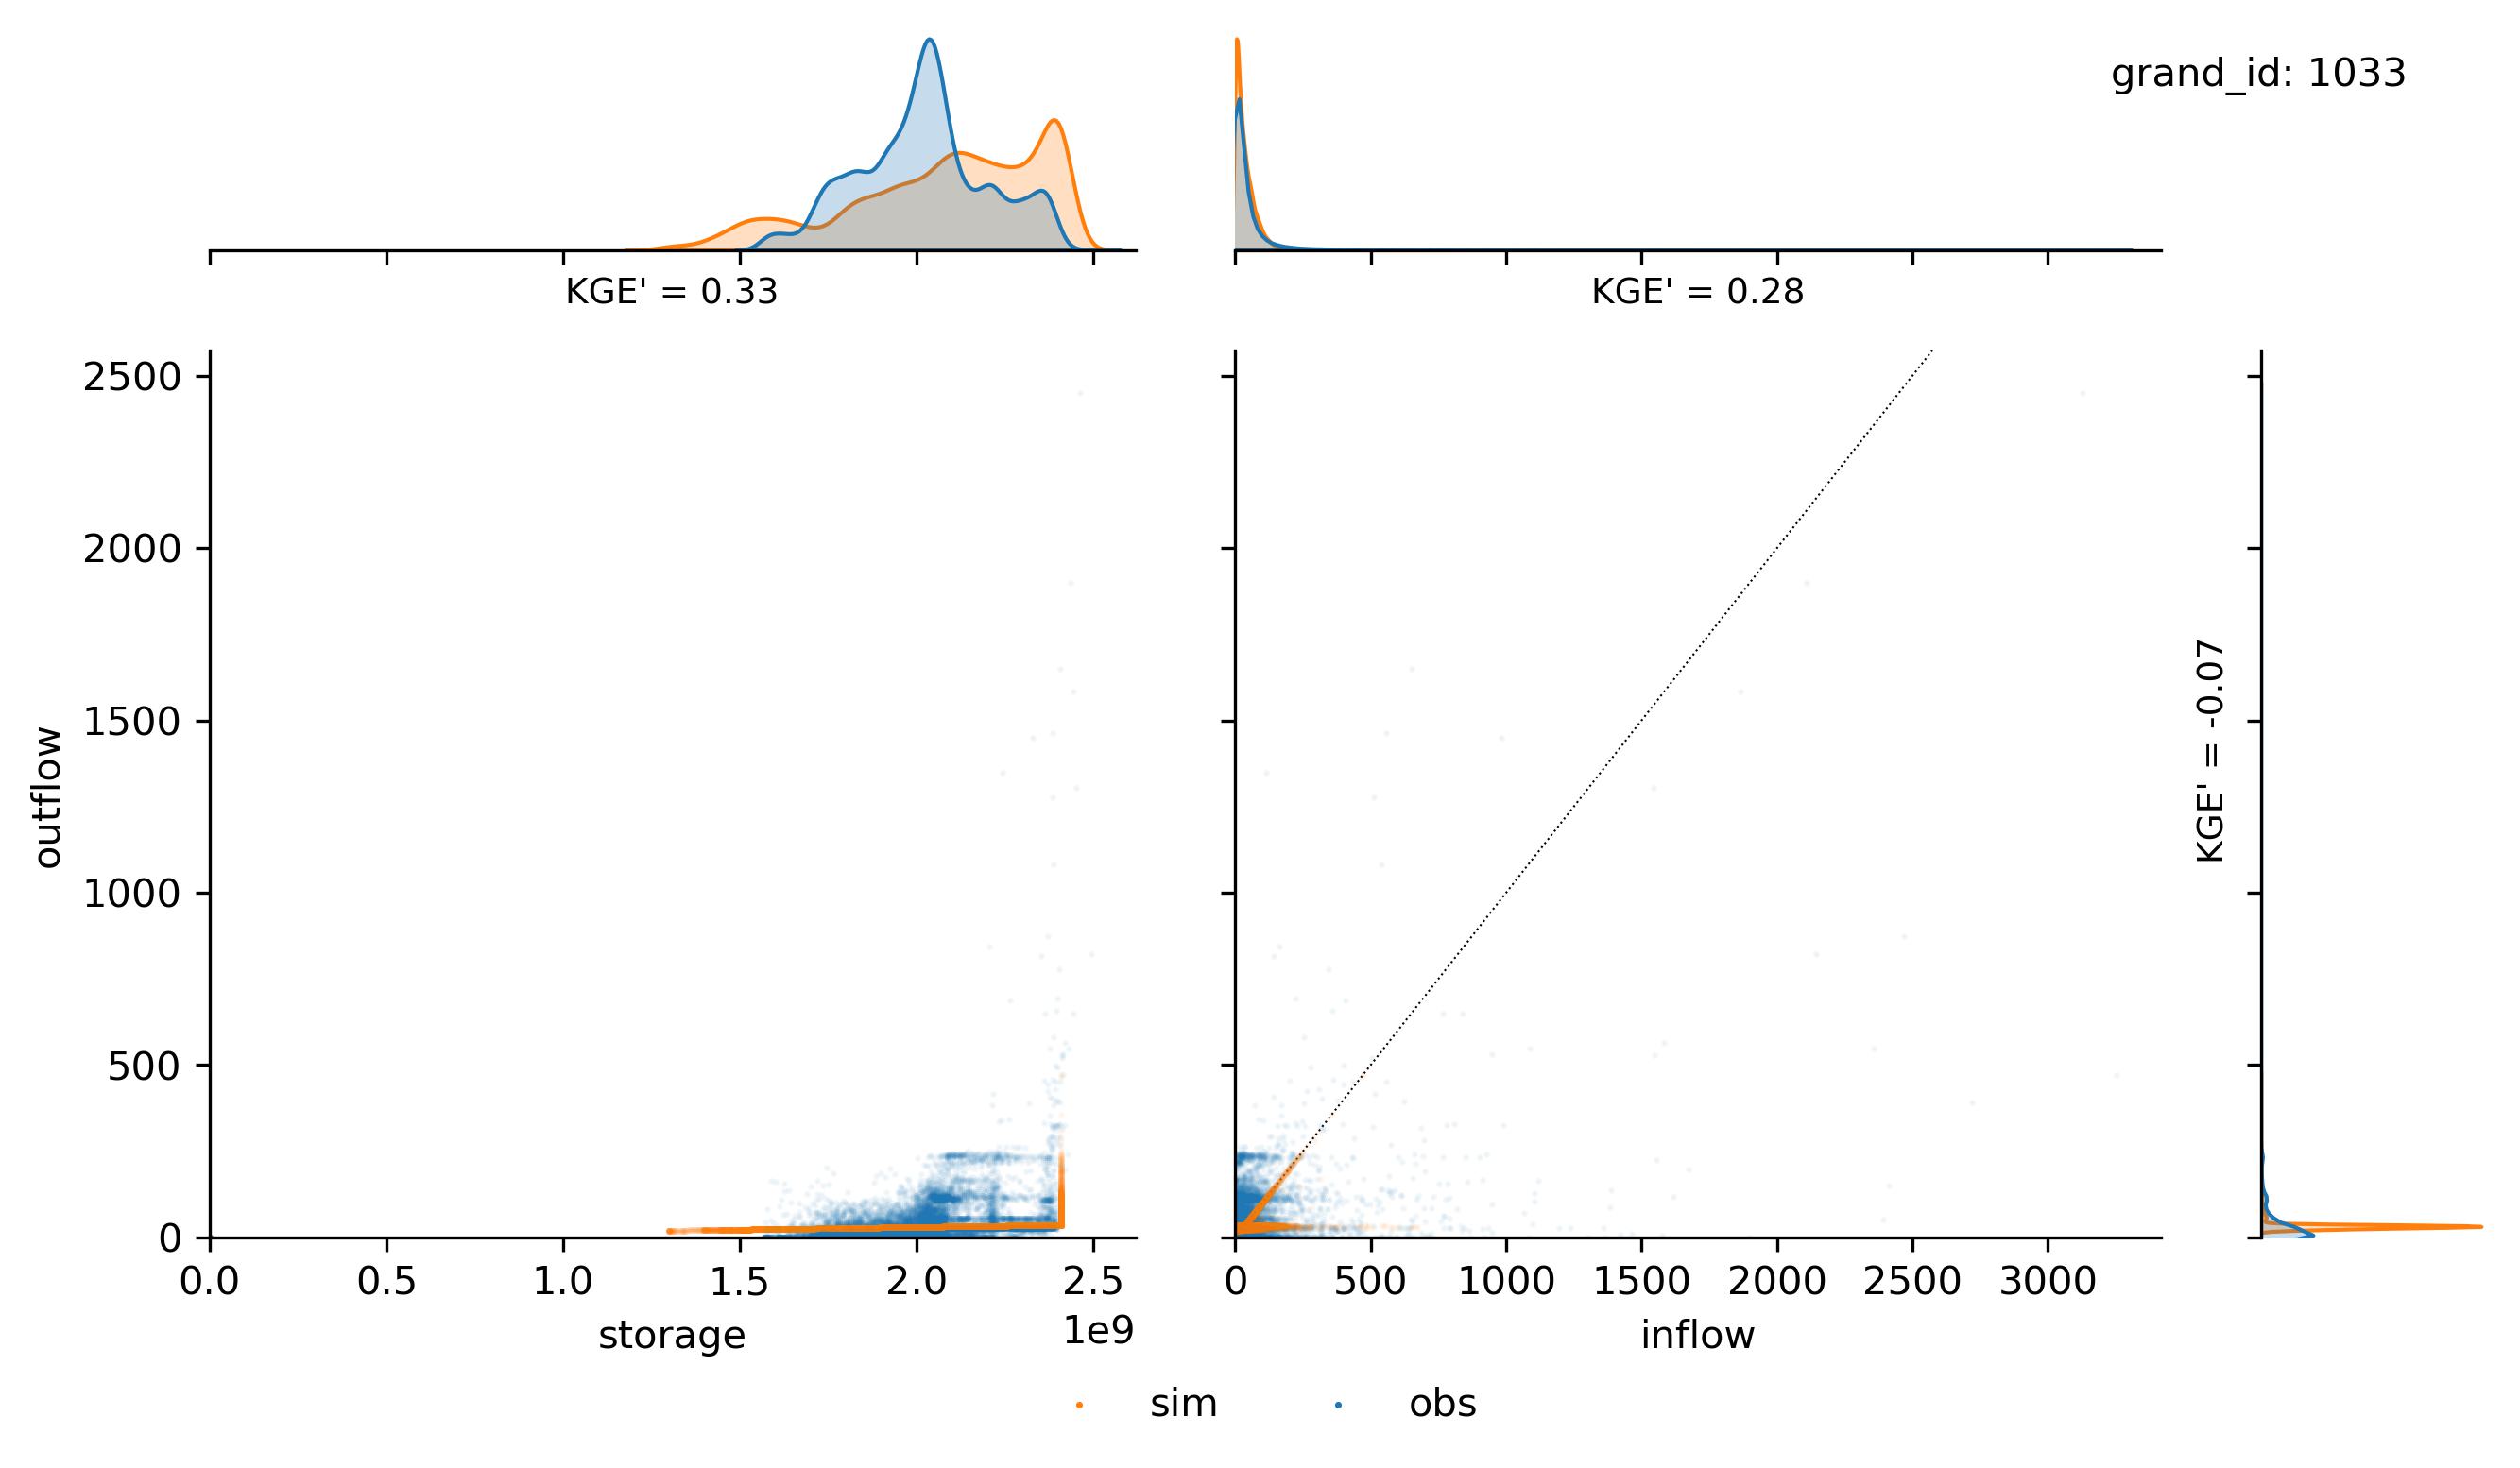 grand_id: 1033
KGE' = 0.33
KGE' = 0.28
2500
2000
1500
1000
500
0
outflow
KGE' = -0.07
0.0 0.5 1.0 1.5 2.0 2.5
0 500 1000 1500 2000 2500 3000
storage
1e9
inflow
sim
obs